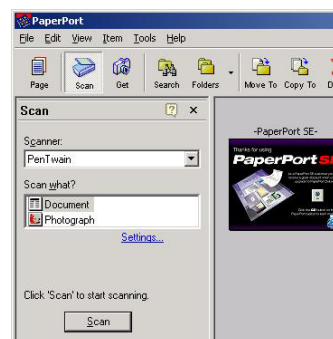 PaperPort
File Edit View Item Tools Help
Page Scan Get Search Folders Move To Copy To
Scan
Scanner:
PenTwain
Scan what?
Document
Photograph
Settings...
Click 'Scan' to start scanning.
Scan
-PaperPort SE-
Thanks for using
PaperPort SE